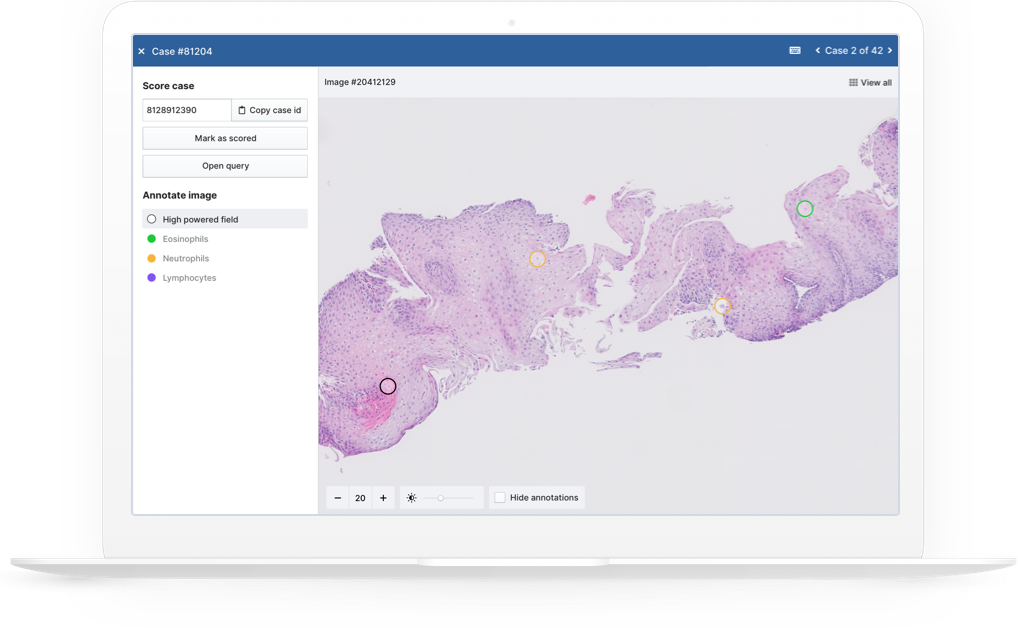 Case #81204
Case 2 of 42
Score case
8128912390
Copy case id
Mark as scored
Open query
Annotate image
High powered field
Eosinophils
Neutrophils
Lymphocytes
Image #20412129
View all
20
Hide annotations